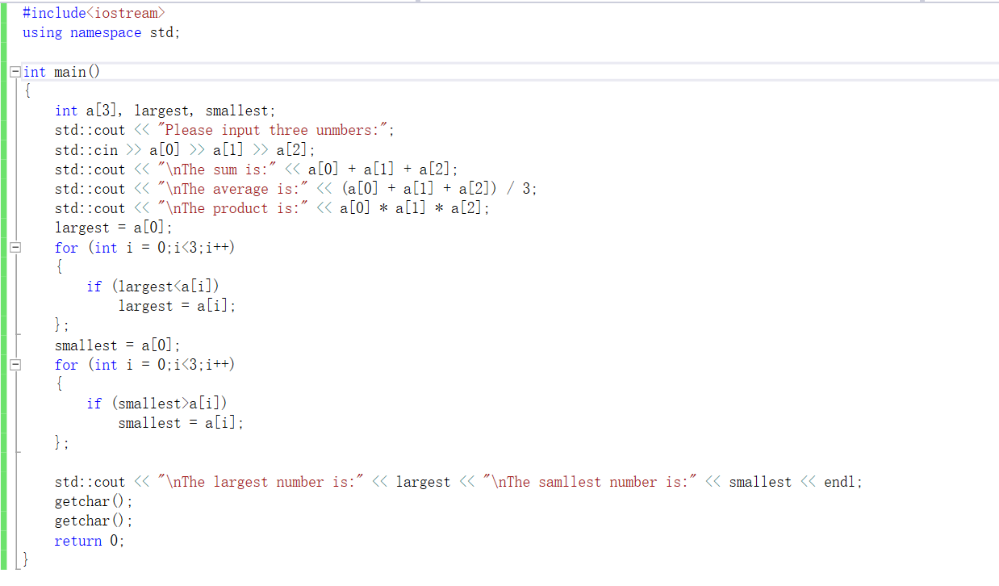 #include<iostream>
using namespace std;
int main()
{
int a[3], largest, smallest;
std::cout << "Please input three unmbers:";
std::cin >> a[0] >> a[1] >> a[2];
std::cout << "\nThe sum is:" << a[0] + a[1] + a[2];
std::cout << "\nThe average is:" << (a[0] + a[1] + a[2]) / 3;
std::cout << "\nThe product is:" << a[0] * a[1] * a[2];
largest = a[0];
for (int i = 0;i<3;i++)
{
if (largest<a[i])
largest = a[i];
};
smallest = a[0];
for (int i = 0;i<3;i++)
{
if (smallest>a[i])
smallest = a[i];
};
std::cout << "\nThe largest number is:" << largest << "\nThe samllest number is:" << smallest << endl;
getchar();
getchar();
return 0;
}